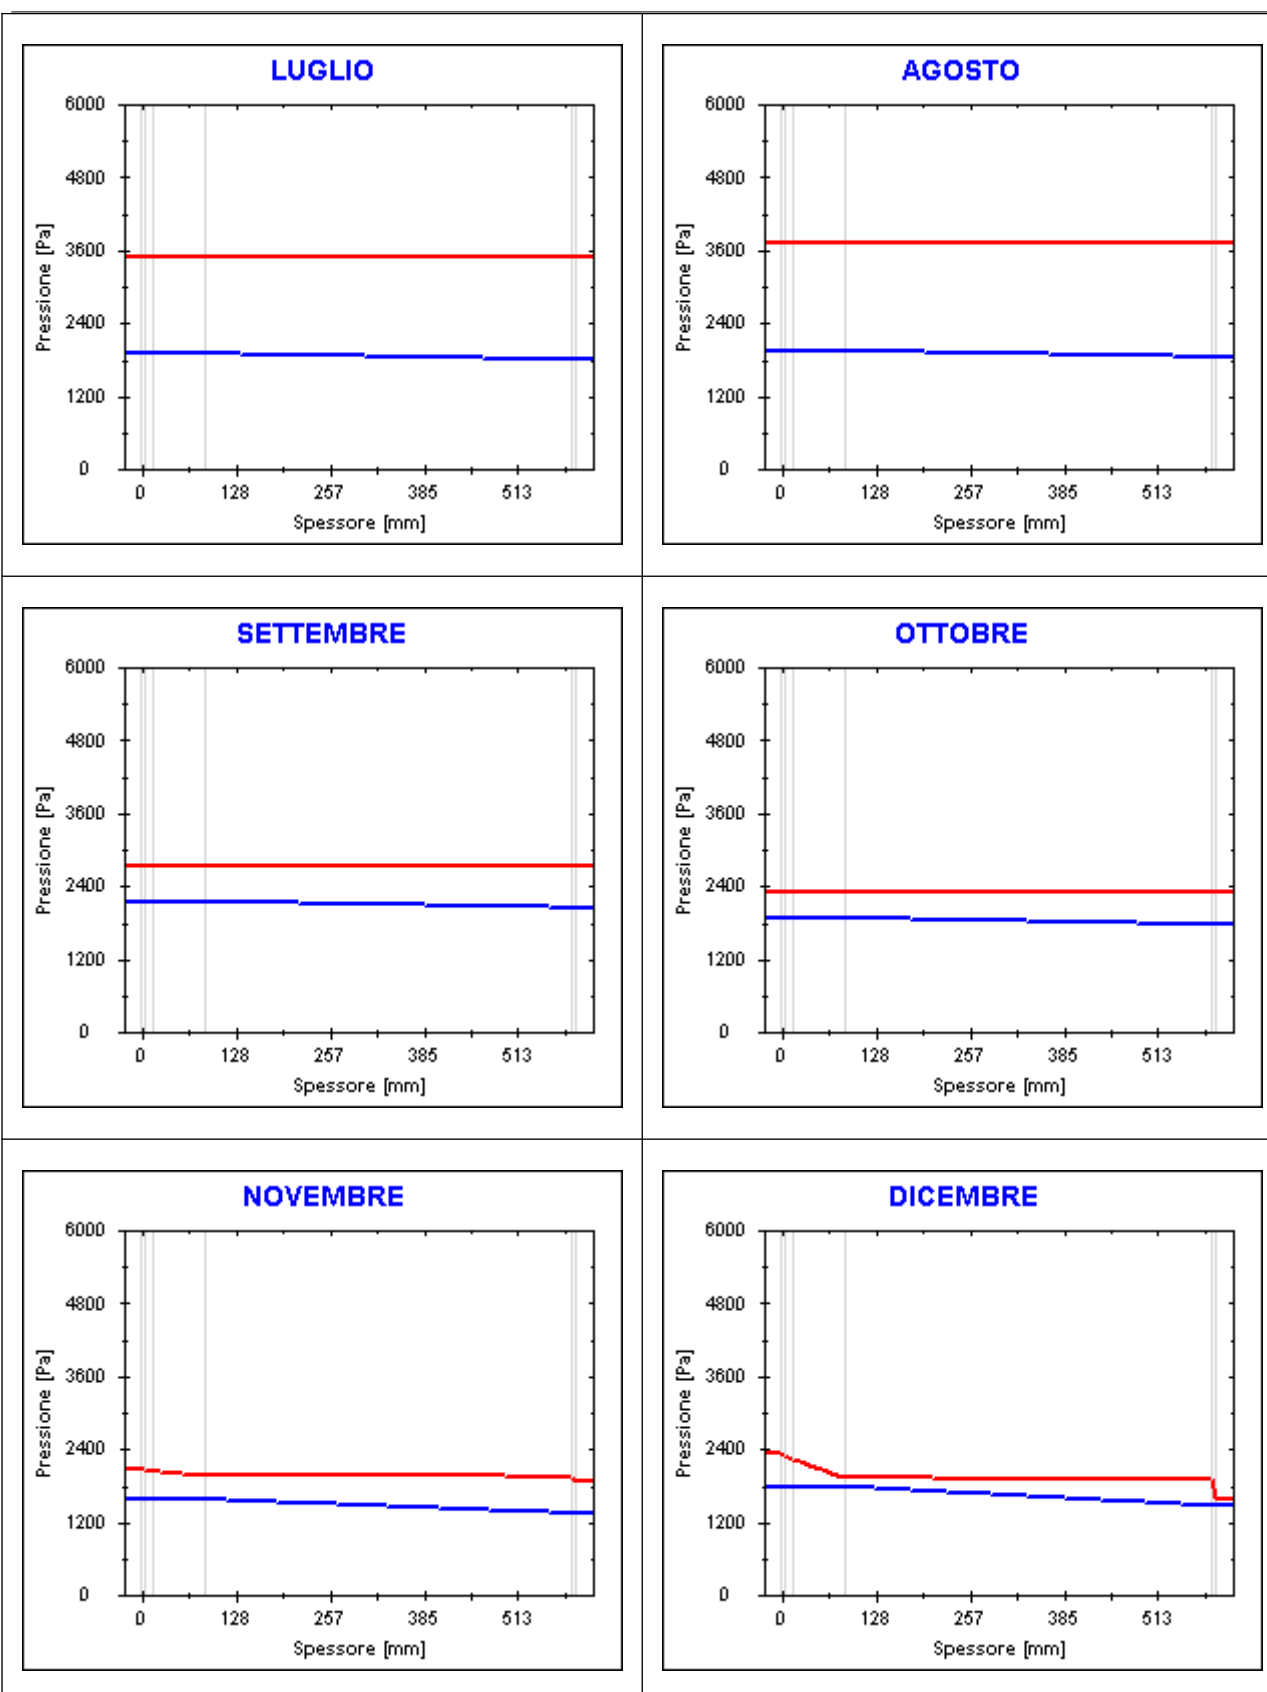 LUGLIO
6000
4800
3600
2400
1200
0
Pressione [Pa]
0 128 257 385 513
Spessore [mm]
AGOSTO
6000
4800
3600
2400
1200
0
Pressione [Pa]
0 128 257 385 513
Spessore [mm]
SETTEMBRE
6000
4800
3600
2400
1200
0
Pressione [Pa]
0 128 257 385 513
Spessore [mm]
OTTOBRE
6000
4800
3600
2400
1200
0
Pressione [Pa]
0 128 257 385 513
Spessore [mm]
NOVEMBRE
6000
4800
3600
2400
1200
0
Pressione [Pa]
0 128 257 385 513
Spessore [mm]
DICEMBRE
6000
4800
3600
2400
1200
0
Pressione [Pa]
0 128 257 385 513
Spessore [mm]